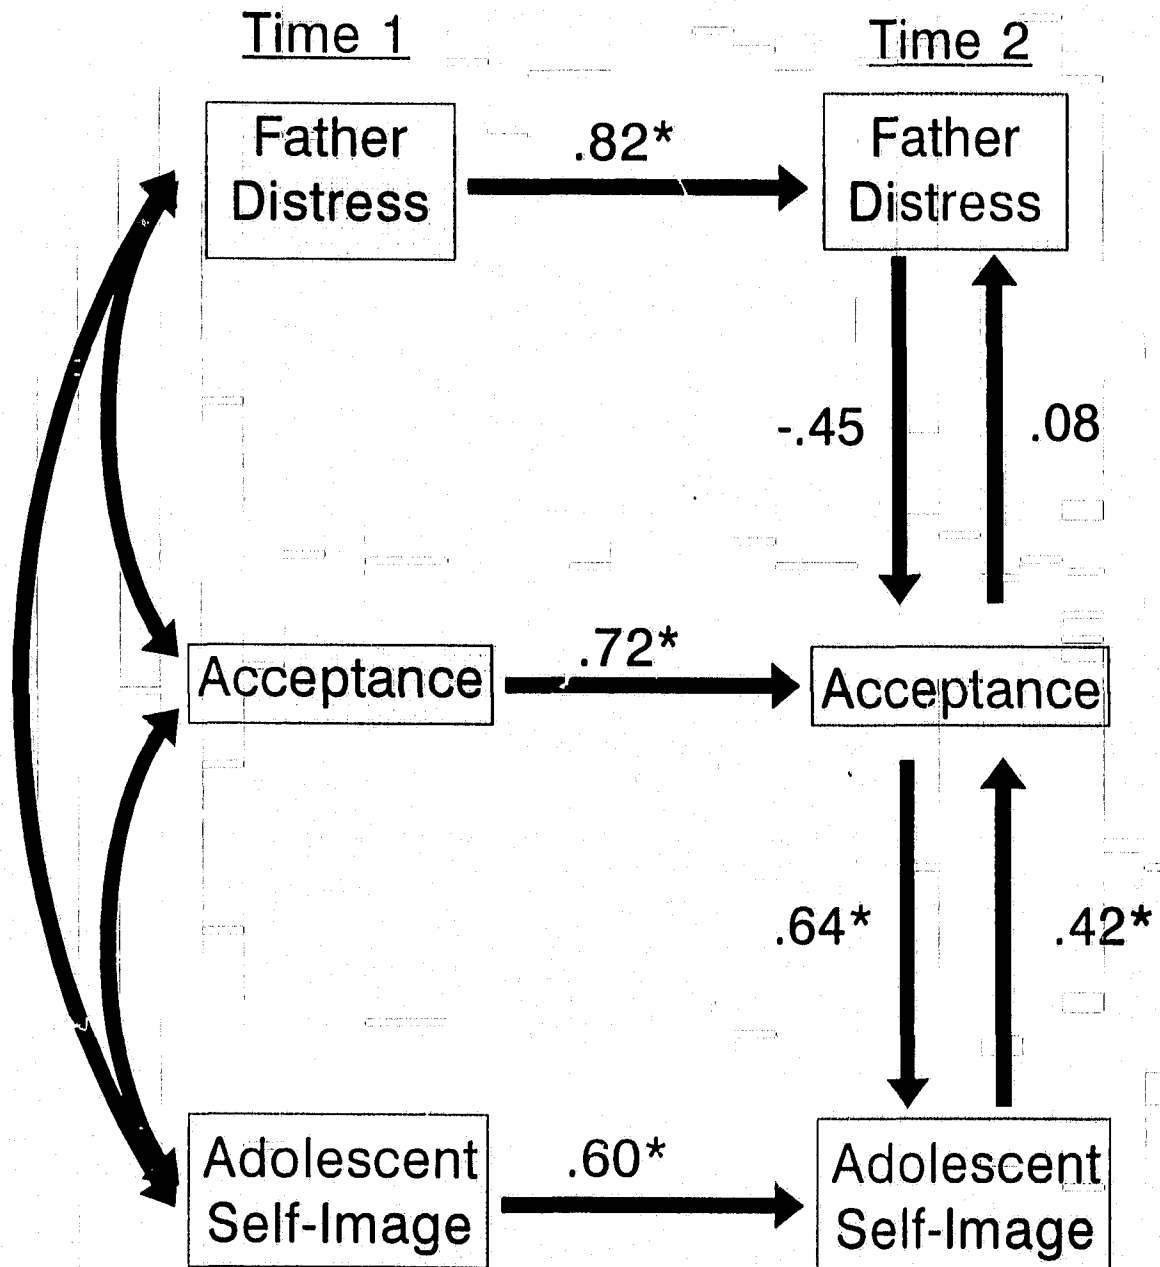 Time 1
Time 2
Father
Distress
.82*
Father
Distress
-.45
.08
Acceptance
.72*
Acceptance
.64*
.42*
Adolescent
Self-Image
.60*
Adolescent
Self-Image